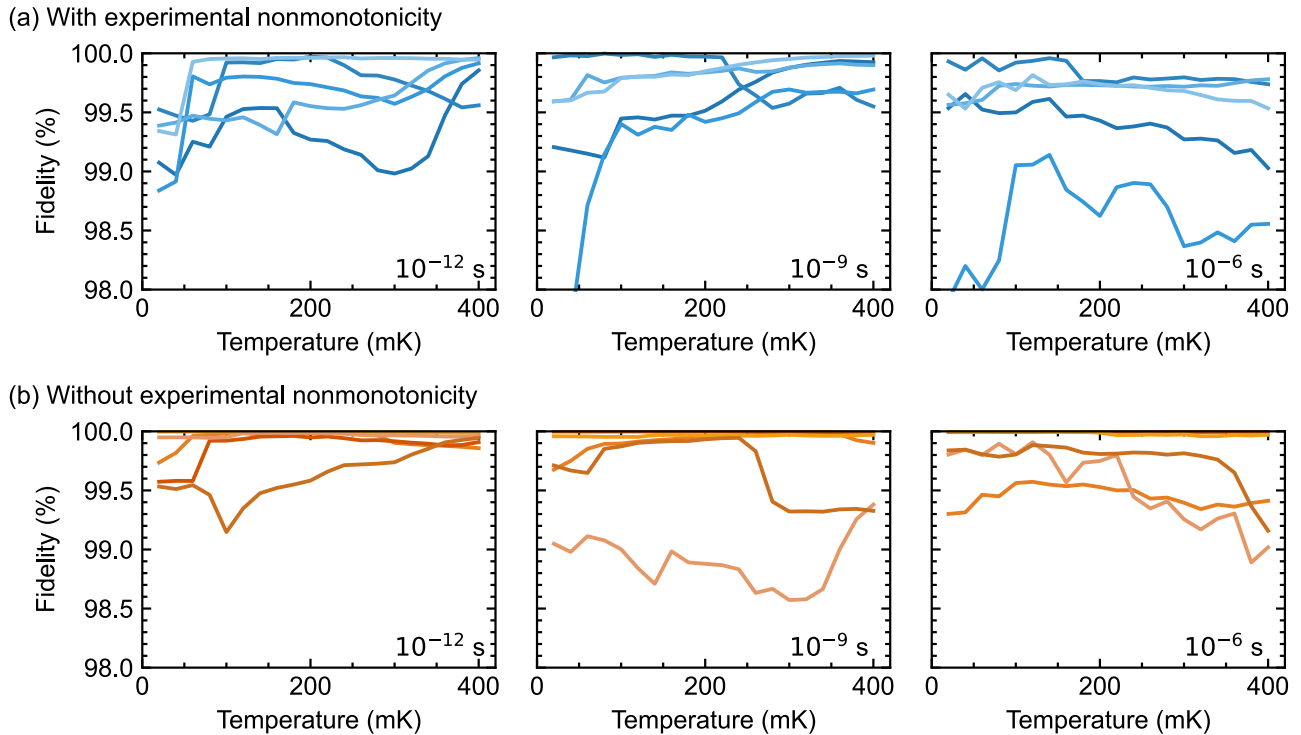 (a) With experimental nonmonotonicity
Fidelity (%)
100.0
99.5
99.0
98.5
98.0
10⁻¹² s
10⁻⁹ s
10⁻⁶ s
0 200 400
0 200 400
0 200 400
Temperature (mK)
Temperature (mK)
Temperature (mK)
(b) Without experimental nonmonotonicity
Fidelity (%)
100.0
99.5
99.0
98.5
98.0
10⁻¹² s
10⁻⁹ s
10⁻⁶ s
0 200 400
0 200 400
0 200 400
Temperature (mK)
Temperature (mK)
Temperature (mK)